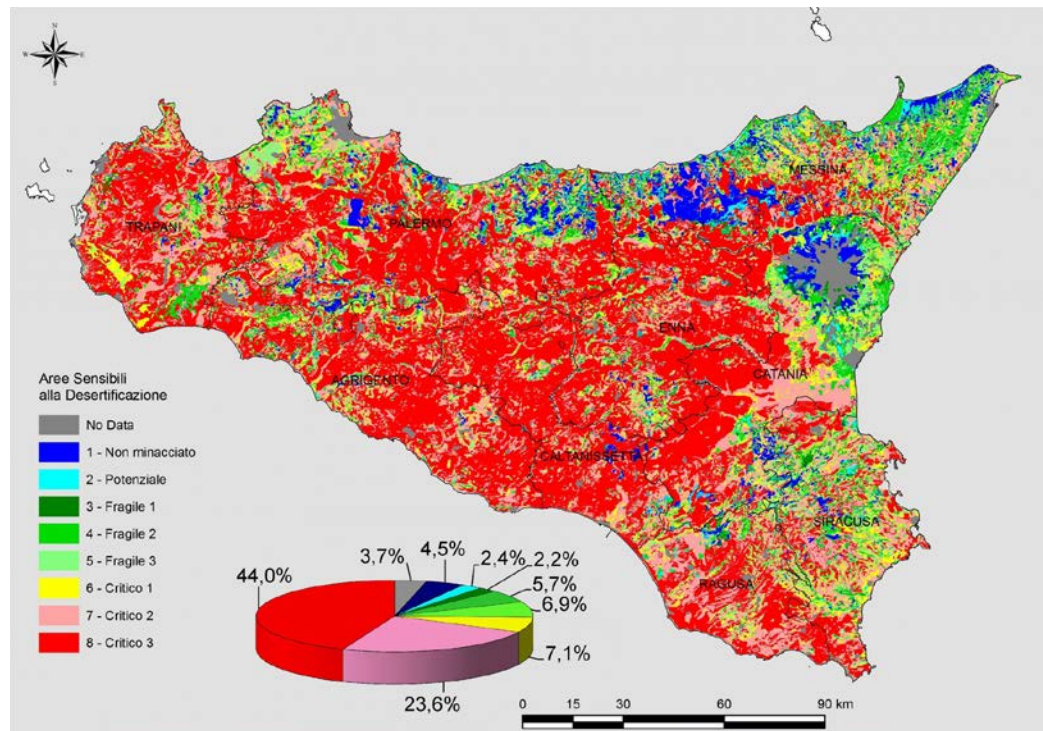 N
W
E
S
MESSINA
TRAPANI
PALERMO
ENNA
CATANIA
AGRIGENTO
CALTANISSETTA
SIRACUSA
RAGUSA
Aree Sensibili
alla Desertificazione
No Data
1 - Non minacciato
2 - Potenziale
3 - Fragile 1
4 - Fragile 2
5 - Fragile 3
6 - Critico 1
7 - Critico 2
8 - Critico 3
3,7%
4,5%
2,4%
2,2%
5,7%
6,9%
7,1%
23,6%
44,0%
0 15 30 60 90 km